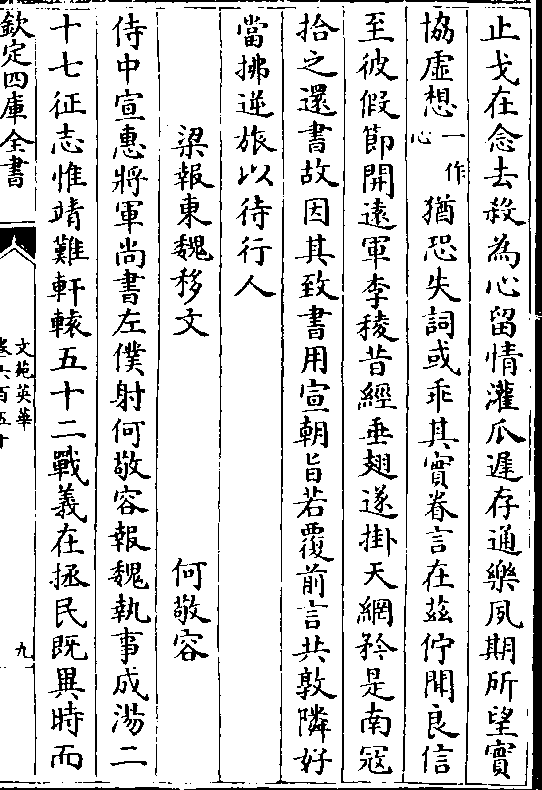 止戈在念去殺為心留情灌瓜遲存通樂夙期所望實
協虛想一作心猶恐失詞或乖其實眷言在兹佇聞良信
至彼假節開遠軍李稜昔經垂翅遂掛天網矜是南冠
拾之還書故因其致書用宣朝旨若覆前言共敦隣好
當拂逆旅以待行人
梁報東魏移文 何敬容
侍中宣惠將軍尚書左僕射何敬容報魏執事成湯二
十七征志惟靖難軒轅五十二戰義在拯民既異時而
欽定四庫全書
文苑英華
卷六百五十
九